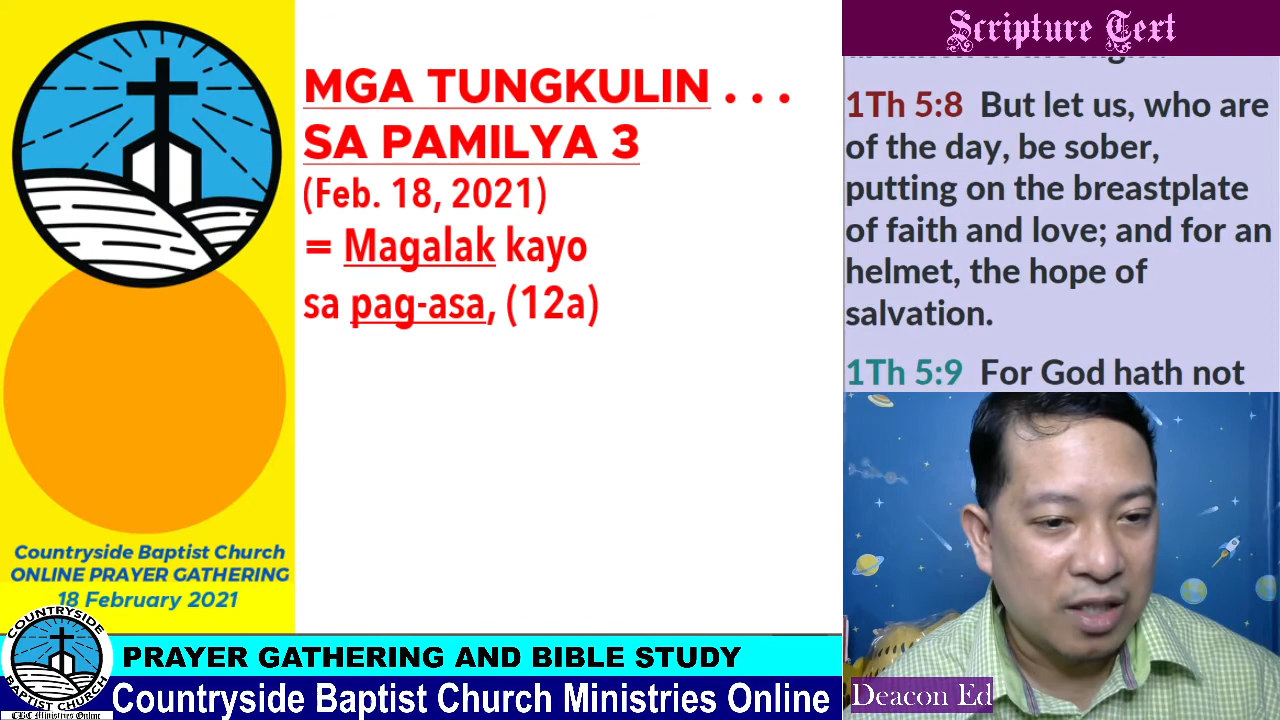 MGA TUNGKULIN . . .
SA PAMILYA 3
(Feb. 18, 2021)
= Magalak kayo
sa pag-asa, (12a)
Scripture Text
1Th 5:8 But let us, who are
of the day, be sober,
putting on the breastplate
of faith and love; and for an
helmet, the hope of
salvation.
1Th 5:9 For God hath not
Countryside Baptist Church
ONLINE PRAYER GATHERING
18 February 2021
COUNTRYSIDE
BAPTIST CHURCH
CBC Ministries Online
PRAYER GATHERING AND BIBLE STUDY
Countryside Baptist Church Ministries Online
Deacon Ed